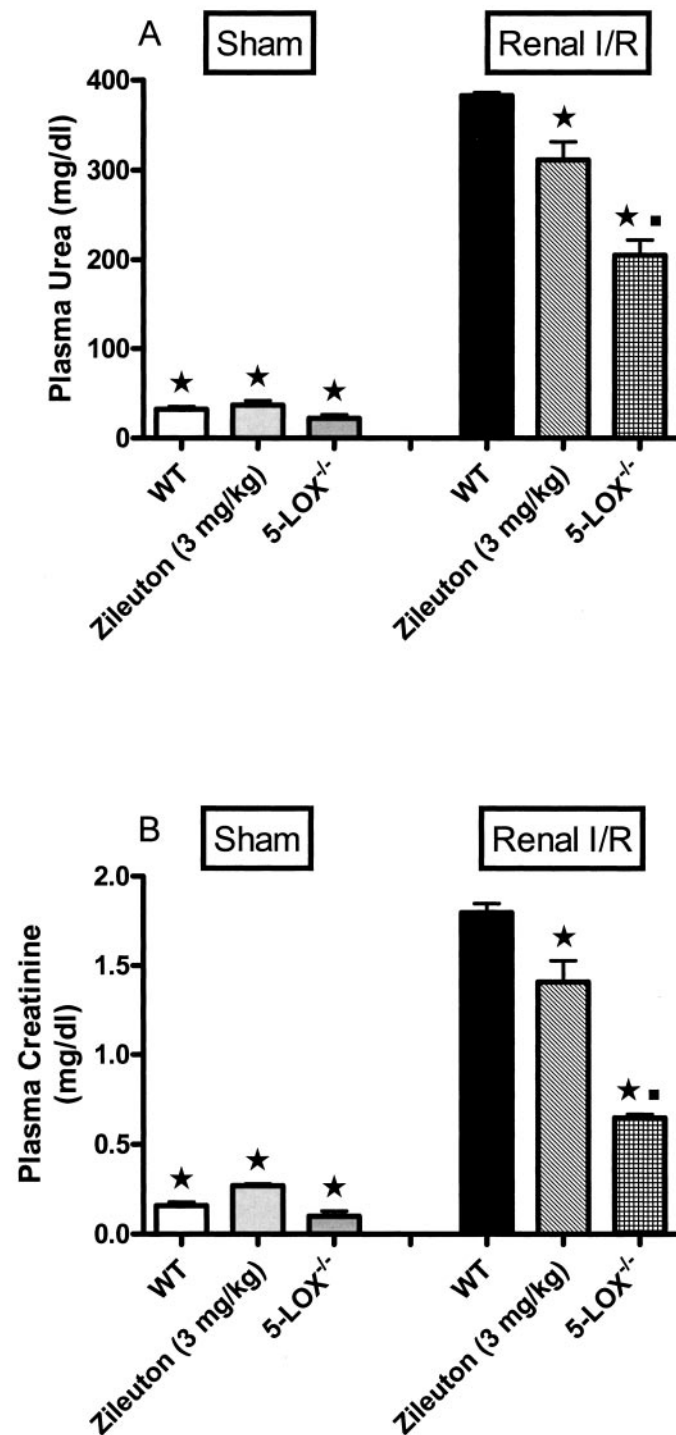 A
Sham
Renal I/R
Plasma Urea (mg/dl)
400
300
200
100
0
WT
Zileuton (3 mg/kg)
5-LOX-/-
WT
Zileuton (3 mg/kg)
5-LOX-/-
B
Sham
Renal I/R
Plasma Creatinine
(mg/dl)
2.0
1.5
1.0
0.5
0.0
WT
Zileuton (3 mg/kg)
5-LOX-/-
WT
Zileuton (3 mg/kg)
5-LOX-/-